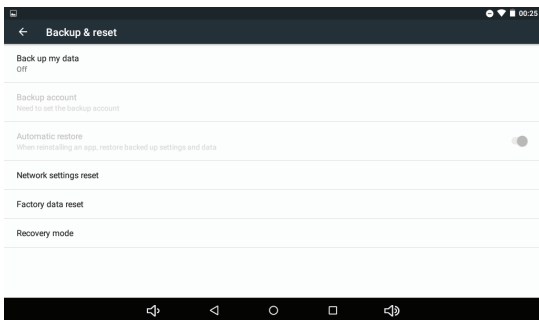 00:25
Backup & reset
Back up my data
Off
Backup account
Need to set the backup account
Automatic restore
When reinstalling an app, restore backed up settings and data
Network settings reset
Factory data reset
Recovery mode